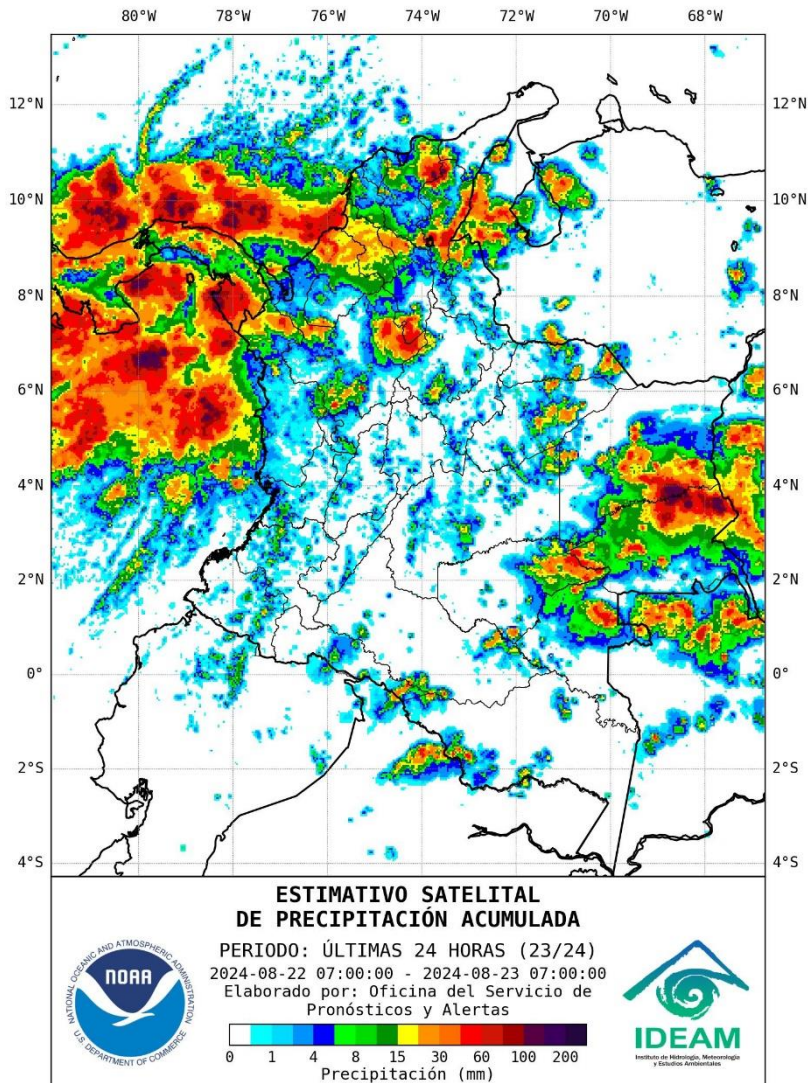 80°W 78°W 76°W 74°W 72°W 70°W 68°W
12°N 12°N
10°N 10°N
8°N 8°N
6°N 6°N
4°N 4°N
2°N 2°N
0° 0°
2°S 2°S
4°S 4°S
ESTIMATIVO SATELITAL
DE PRECIPITACIÓN ACUMULADA
PERIODO: ÚLTIMAS 24 HORAS (23/24)
2024-08-22 07:00:00 - 2024-08-23 07:00:00
Elaborado por: Oficina del Servicio de
Pronósticos y Alertas
0 1 4 8 15 30 60 100 200
Precipitación (mm)
NATIONAL OCEANIC AND ATMOSPHERIC ADMINISTRATION
NOAA
U.S. DEPARTMENT OF COMMERCE
IDEAM
Instituto de Hidrología, Meteorología
y Estudios Ambientales